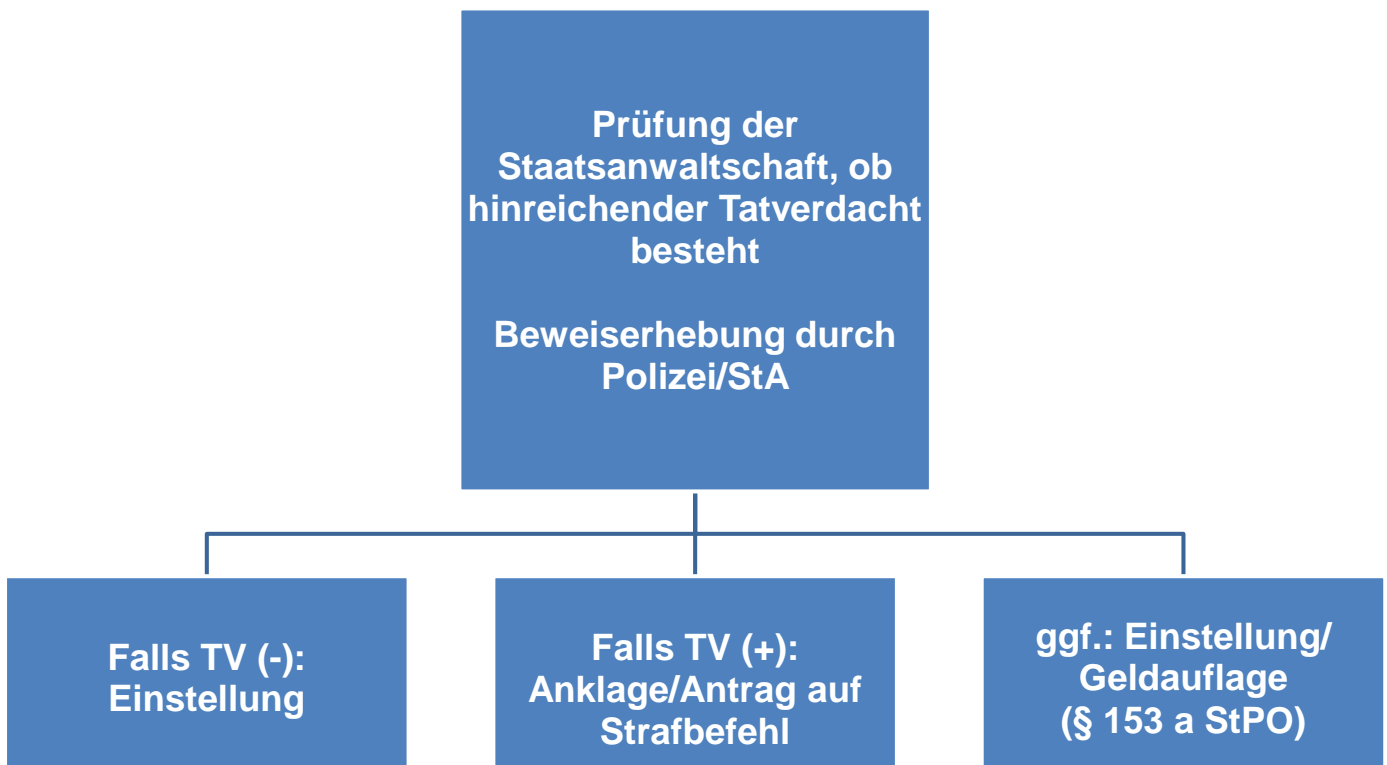 Prüfung der
Staatsanwaltschaft, ob
hinreichender Tatverdacht
besteht
Beweiserhebung durch
Polizei/StA
Falls TV (-):
Einstellung
Falls TV (+):
Anklage/Antrag auf
Strafbefehl
ggf.: Einstellung/
Geldauflage
(§ 153 a StPO)